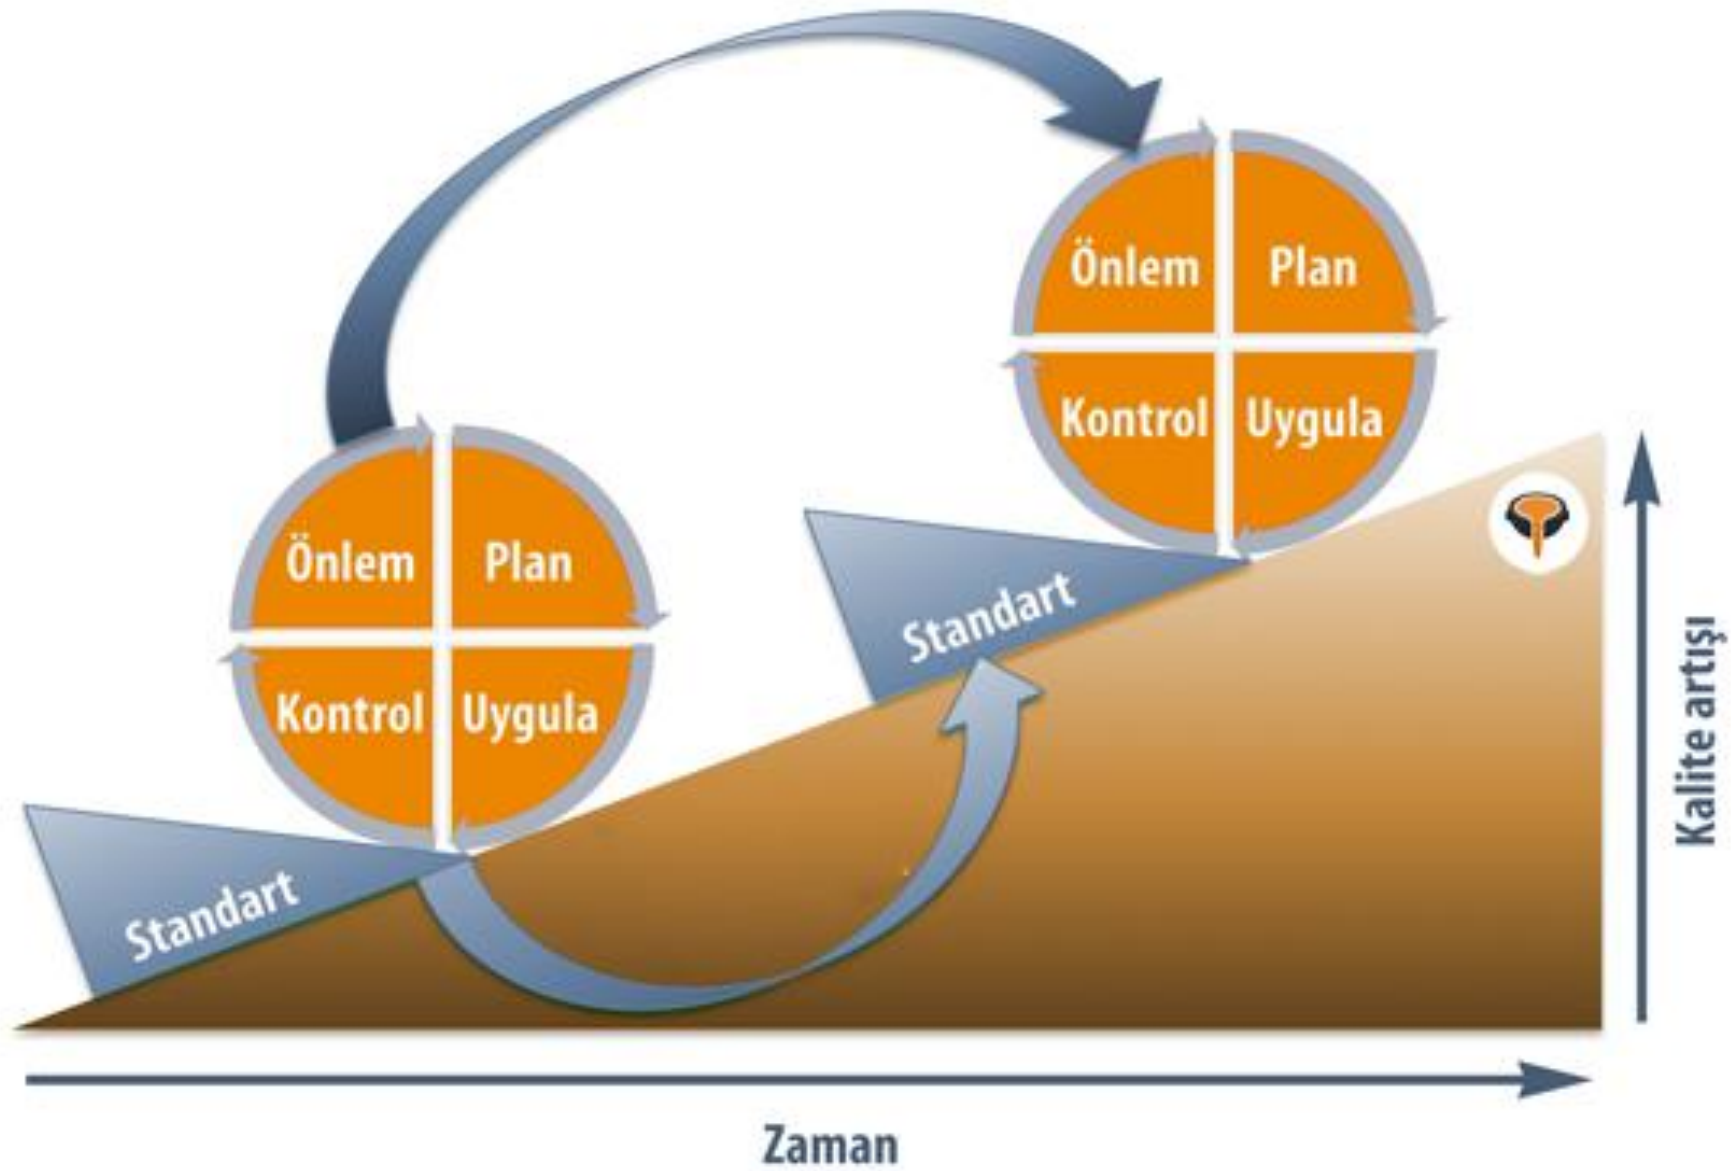 Önlem
Plan
Kontrol
Uygula
Standart
Önlem
Plan
Kontrol
Uygula
Standart
Kalite artışı
Zaman